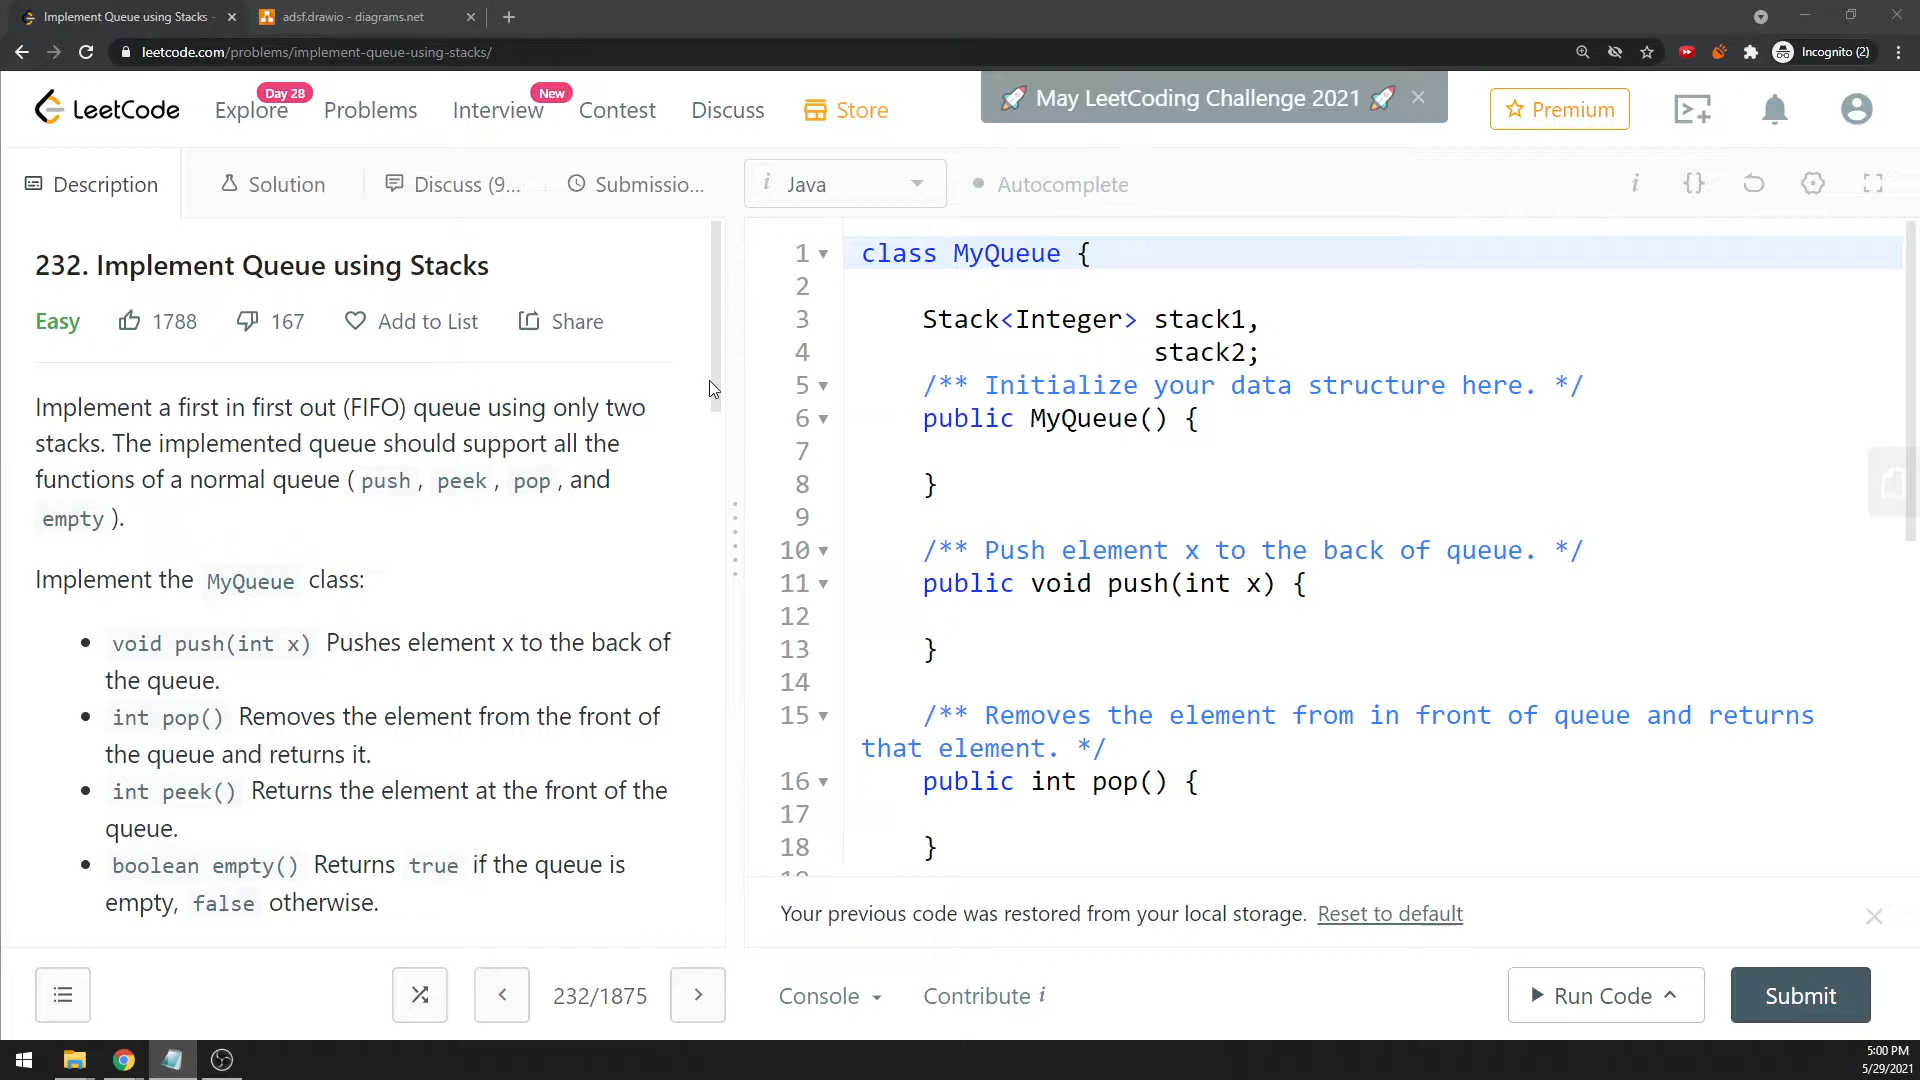 Implement Queue using Stacks -
adsf.drawio - diagrams.net
leetcode.com/problems/implement-queue-using-stacks/
Incognito (2)
LeetCode
Explore
Day 28
Problems
Interview
New
Contest
Discuss
Store
🚀 May LeetCoding Challenge 2021 🚀
Premium
Description
Solution
Discuss (9...
Submissio...
i Java
Autocomplete
232. Implement Queue using Stacks
Easy 1788 167 Add to List Share
Implement a first in first out (FIFO) queue using only two
stacks. The implemented queue should support all the
functions of a normal queue ( push , peek , pop , and
empty ).
Implement the MyQueue class:
• void push(int x) Pushes element x to the back of
the queue.
• int pop() Removes the element from the front of
the queue and returns it.
• int peek() Returns the element at the front of the
queue.
• boolean empty() Returns true if the queue is
empty, false otherwise.
1 class MyQueue {
2
3 Stack<Integer> stack1,
4 stack2;
5 /** Initialize your data structure here. */
6 public MyQueue() {
7
8 }
9
10 /** Push element x to the back of queue. */
11 public void push(int x) {
12
13 }
14
15 /** Removes the element from in front of queue and returns
that element. */
16 public int pop() {
17
18 }
Your previous code was restored from your local storage. Reset to default
232/1875
Console
Contribute i
Run Code
Submit
5:00 PM
5/29/2021